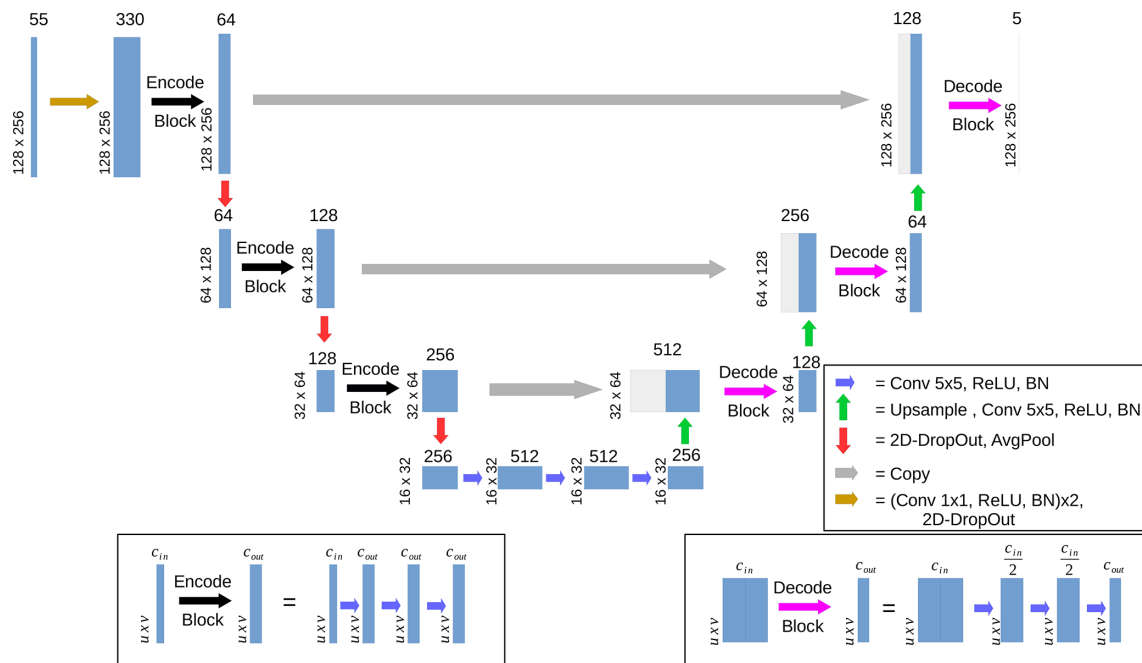 55
330
64
128
5
128 x 256
128 x 256
Encode
Block
128 x 256
128 x 256
Decode
Block
64
128
256
64
64 x 128
Encode
Block
64 x 128
64 x 128
Decode
Block
64 x 128
128
256
512
128
32 x 64
Encode
Block
32 x 64
32 x 64
Decode
Block
32 x 64
256
512
512
256
16 x 32
16 x 32
16 x 32
16 x 32
= Conv 5x5, ReLU, BN
= Upsample , Conv 5x5, ReLU, BN
= 2D-DropOut, AvgPool
= Copy
= (Conv 1x1, ReLU, BN)x2,
2D-DropOut
c_in
c_out
c_in
c_out
c_out
c_out
u x v
Encode
Block
u x v
=
u x v
u x v
u x v
u x v
c_in
c_out
c_in
c_in/2
c_in/2
c_out
u x v
Decode
Block
u x v
=
u x v
u x v
u x v
u x v